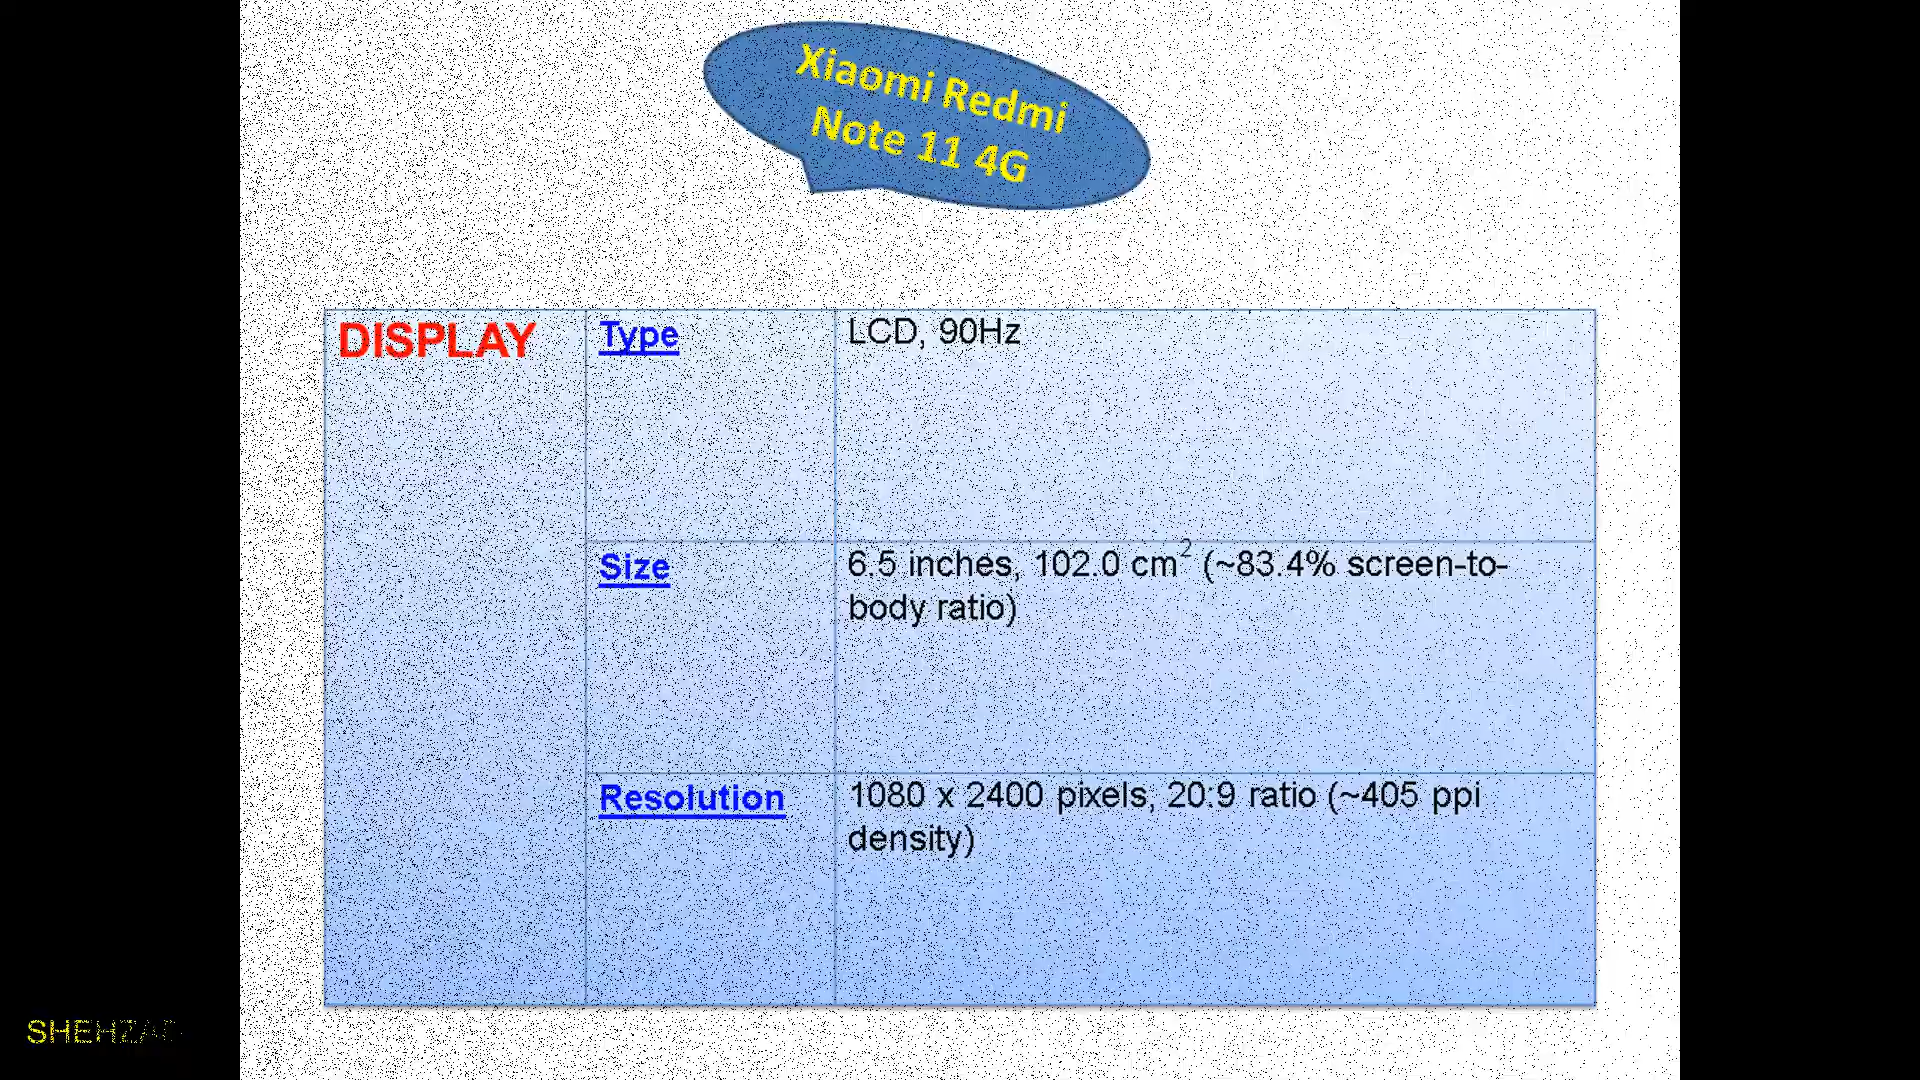 Xiaomi Redmi
Note 11 4G
DISPLAY
Type
LCD, 90Hz
Size
6.5 inches, 102.0 cm² (~83.4% screen-to-
body ratio)
Resolution
1080 x 2400 pixels, 20:9 ratio (~405 ppi
density)